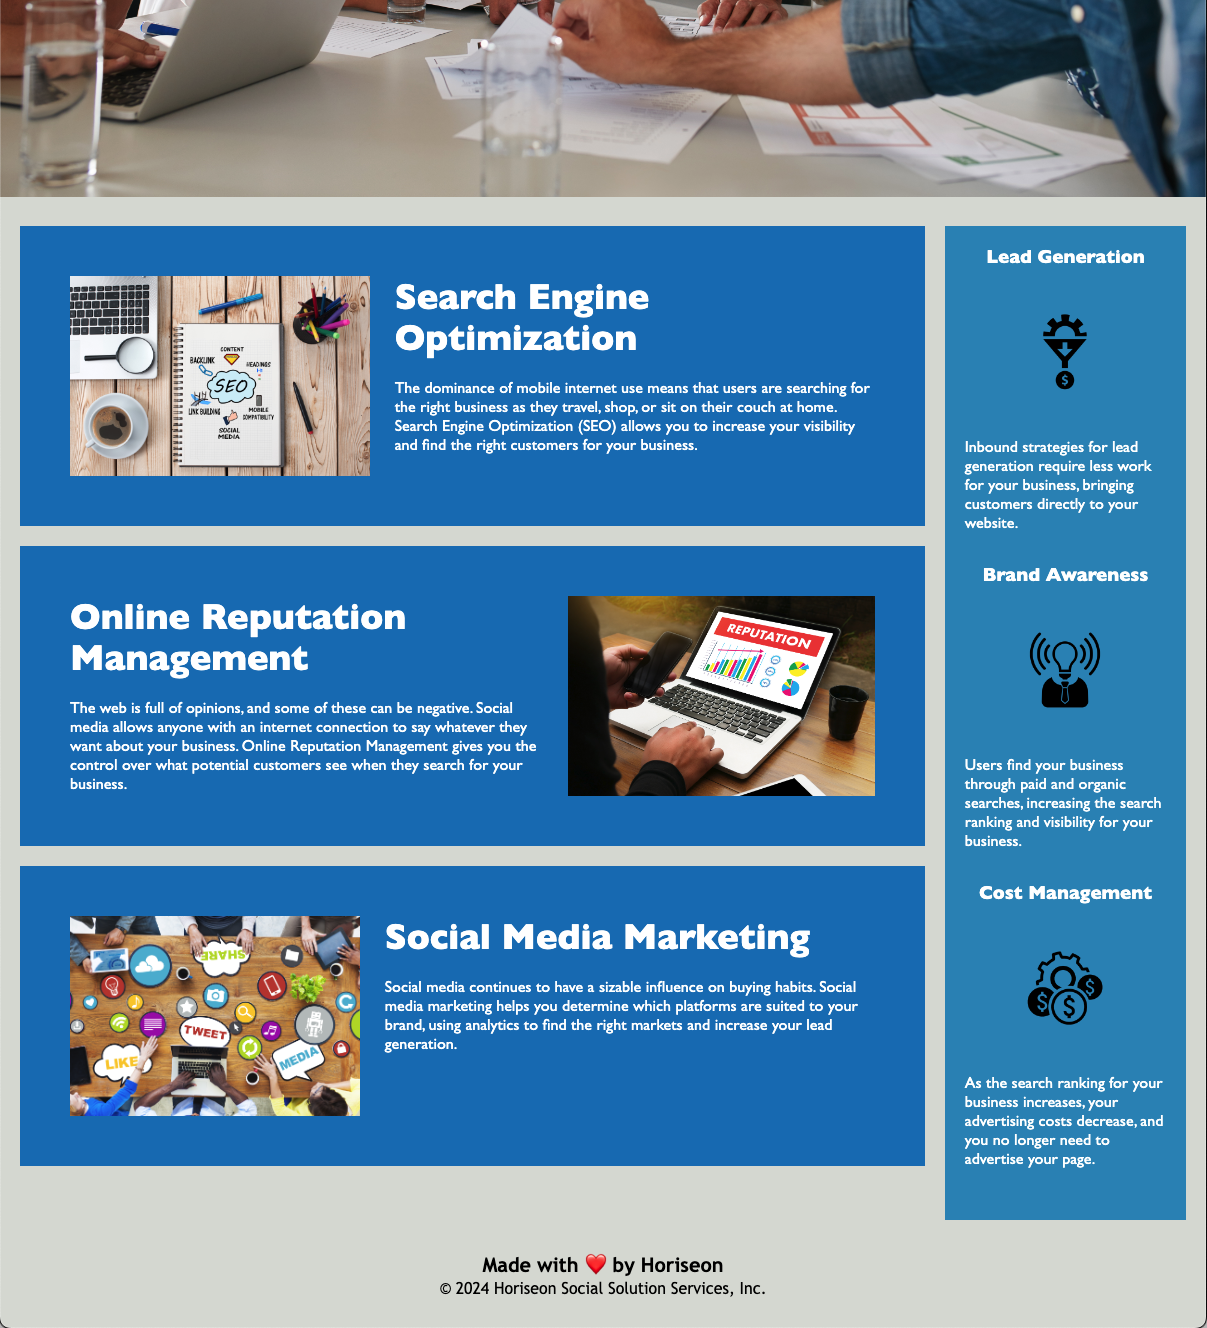 Search Engine
Optimization
The dominance of mobile internet use means that users are searching for
the right business as they travel, shop, or sit on their couch at home.
Search Engine Optimization (SEO) allows you to increase your visibility
and find the right customers for your business.
CONTENT
BACKLINK
HEADINGS
SEO
LINK BUILDING
MOBILE
COMPATIBILITY
SOCIAL
MEDIA
Online Reputation
Management
The web is full of opinions, and some of these can be negative. Social
media allows anyone with an internet connection to say whatever they
want about your business. Online Reputation Management gives you the
control over what potential customers see when they search for your
business.
REPUTATION
Social Media Marketing
Social media continues to have a sizable influence on buying habits. Social
media marketing helps you determine which platforms are suited to your
brand, using analytics to find the right markets and increase your lead
generation.
SHARE
TWEET
LIKE
MEDIA
Lead Generation
$
Inbound strategies for lead
generation require less work
for your business, bringing
customers directly to your
website.
Brand Awareness
Users find your business
through paid and organic
searches, increasing the search
ranking and visibility for your
business.
Cost Management
$ $ $
As the search ranking for your
business increases, your
advertising costs decrease, and
you no longer need to
advertise your page.
Made with ❤️ by Horiseon
© 2024 Horiseon Social Solution Services, Inc.